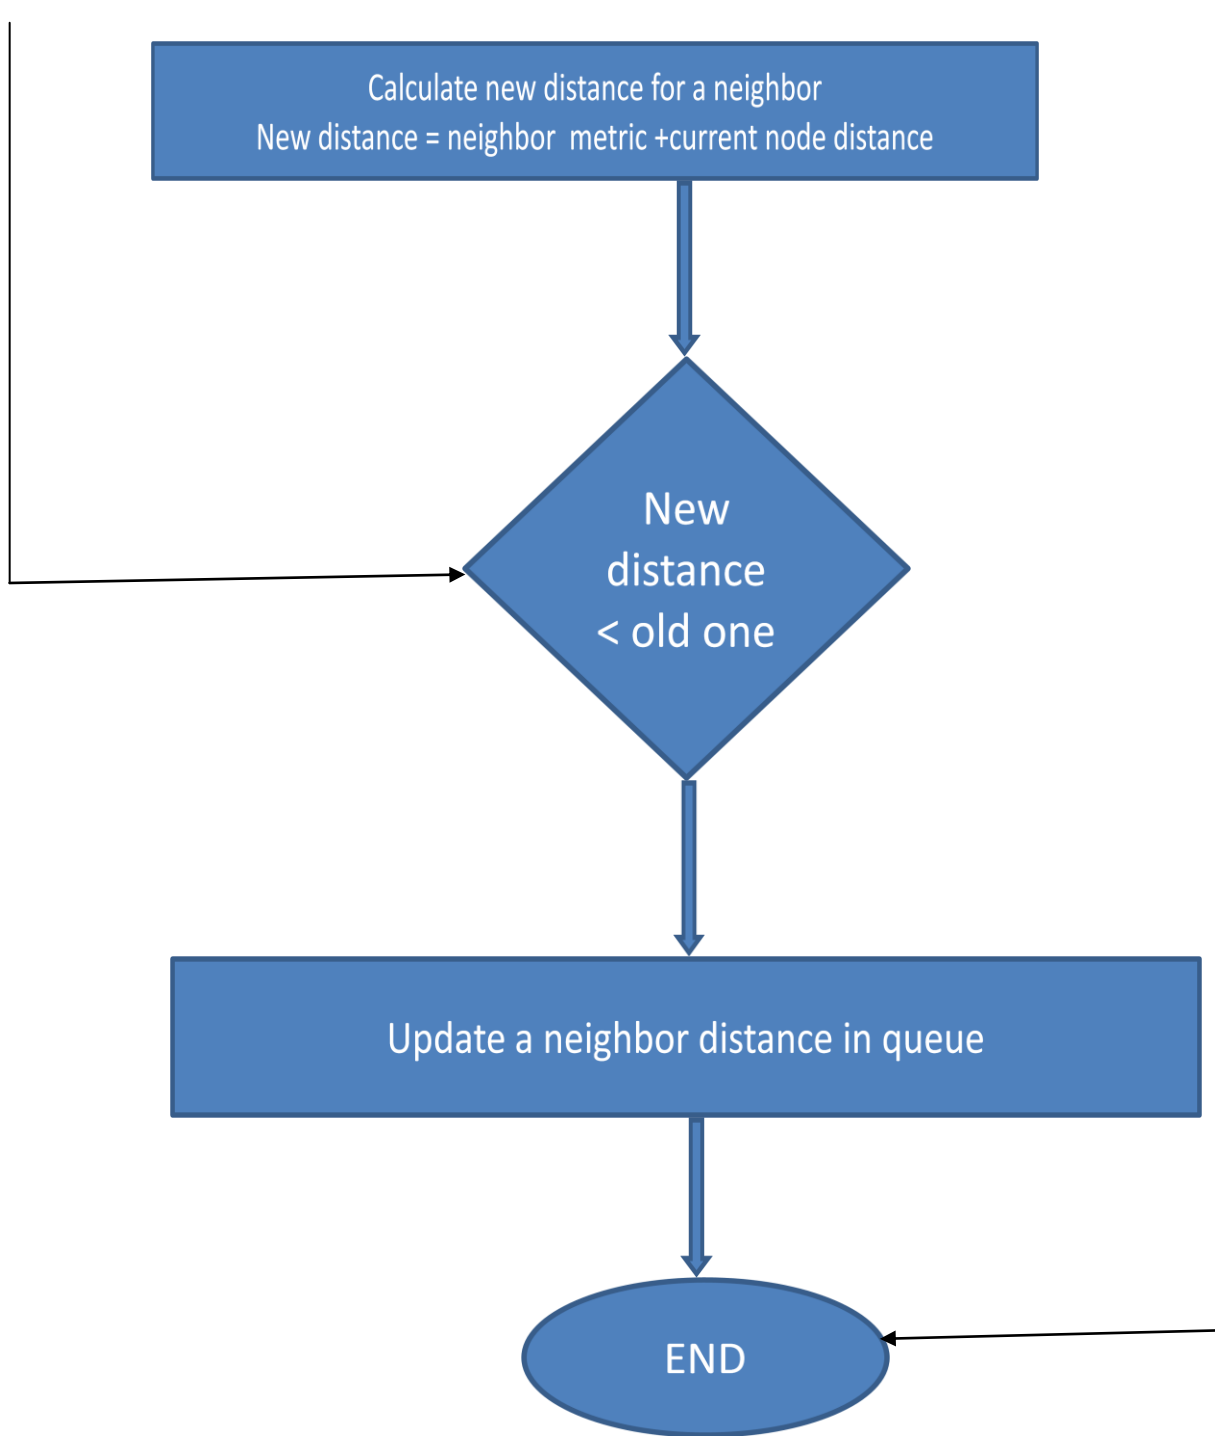 Calculate new distance for a neighbor
New distance = neighbor metric +current node distance
New
distance
< old one
Update a neighbor distance in queue
END